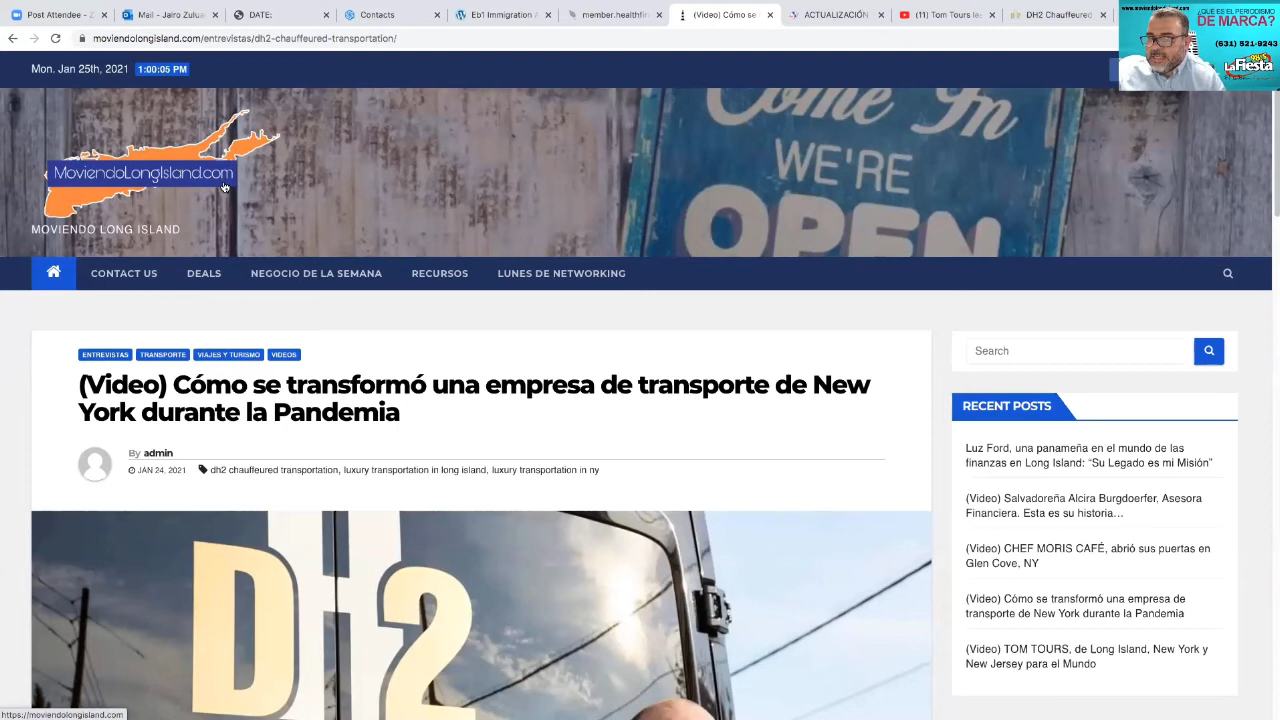 Post Attendee - Z
Mail - Jairo Zulua
DATE:
Contacts
Eb1 Immigration A
member.healthfir
(Video) Cómo se
ACTUALIZACIÓN
(11) Tom Tours le
DH2 Chauffeured
moviendolongisland.com/entrevistas/dh2-chauffeured-transportation/
www.moviendolongisland.com
¿QUÉ ES EL PERIODISMO
DE MARCA?
(631) 521-9243
98.5
La Fiesta
Mon. Jan 25th, 2021 1:00:05 PM
MoviendoLongIsland.com
MOVIENDO LONG ISLAND
Come In
WE'RE
OPEN
CONTACT US DEALS NEGOCIO DE LA SEMANA RECURSOS LUNES DE NETWORKING
ENTREVISTAS TRANSPORTE VIAJES Y TURISMO VIDEOS
(Video) Cómo se transformó una empresa de transporte de New
York durante la Pandemia
By admin
JAN 24, 2021 dh2 chauffeured transportation, luxury transportation in long island, luxury transportation in ny
DH2
Search
RECENT POSTS
Luz Ford, una panameña en el mundo de las
finanzas en Long Island: “Su Legado es mi Misión”
(Video) Salvadoreña Alcira Burgdoerfer, Asesora
Financiera. Esta es su historia…
(Video) CHEF MORIS CAFÉ, abrió sus puertas en
Glen Cove, NY
(Video) Cómo se transformó una empresa de
transporte de New York durante la Pandemia
(Video) TOM TOURS, de Long Island, New York y
New Jersey para el Mundo
https://moviendolongisland.com